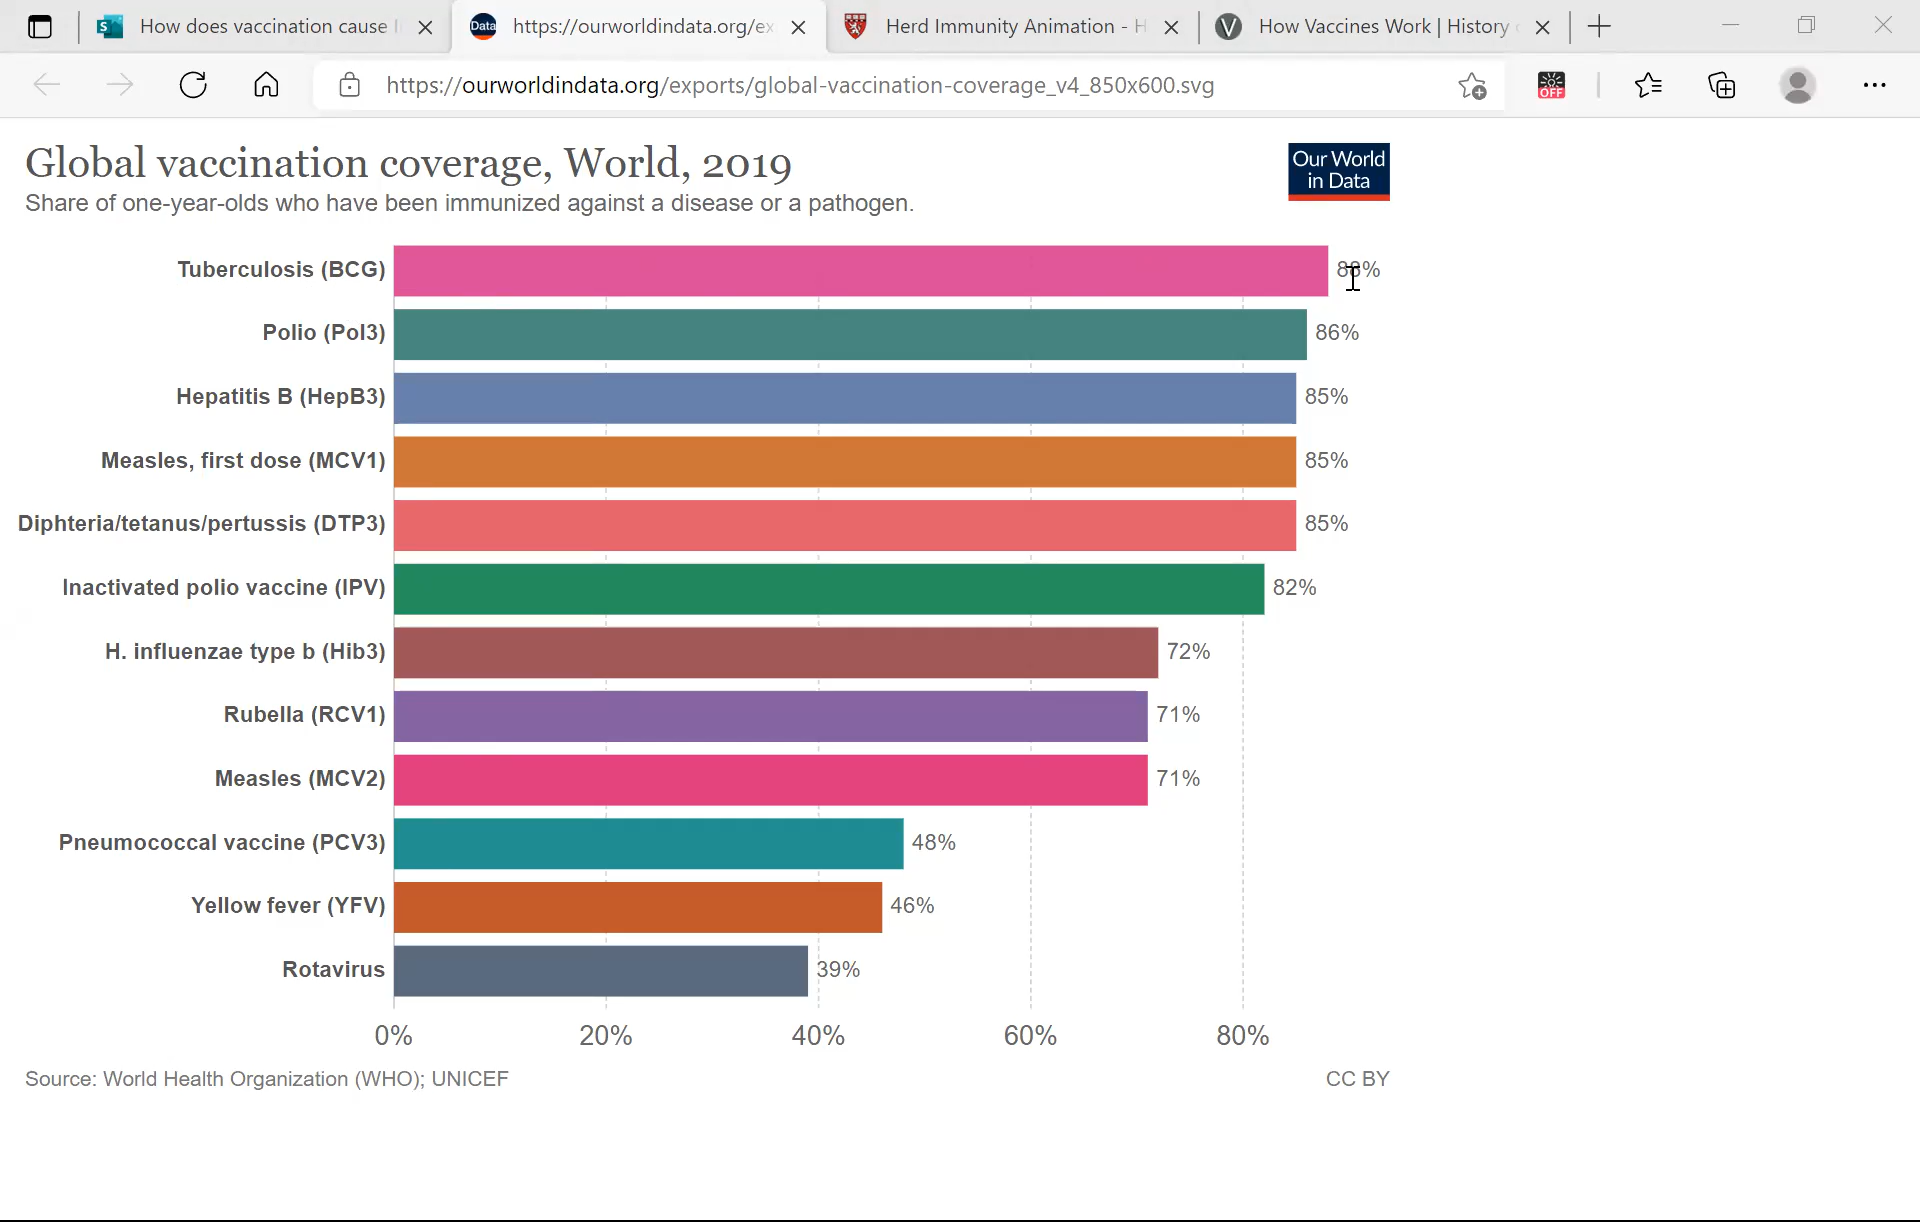 How does vaccination cause
https://ourworldindata.org/ex
Herd Immunity Animation - H
How Vaccines Work | History
https://ourworldindata.org/exports/global-vaccination-coverage_v4_850x600.svg
OFF
Global vaccination coverage, World, 2019
Share of one-year-olds who have been immunized against a disease or a pathogen.
Our World
in Data
Tuberculosis (BCG) 88%
Polio (Pol3) 86%
Hepatitis B (HepB3) 85%
Measles, first dose (MCV1) 85%
Diphteria/tetanus/pertussis (DTP3) 85%
Inactivated polio vaccine (IPV) 82%
H. influenzae type b (Hib3) 72%
Rubella (RCV1) 71%
Measles (MCV2) 71%
Pneumococcal vaccine (PCV3) 48%
Yellow fever (YFV) 46%
Rotavirus 39%
0% 20% 40% 60% 80%
Source: World Health Organization (WHO); UNICEF CC BY